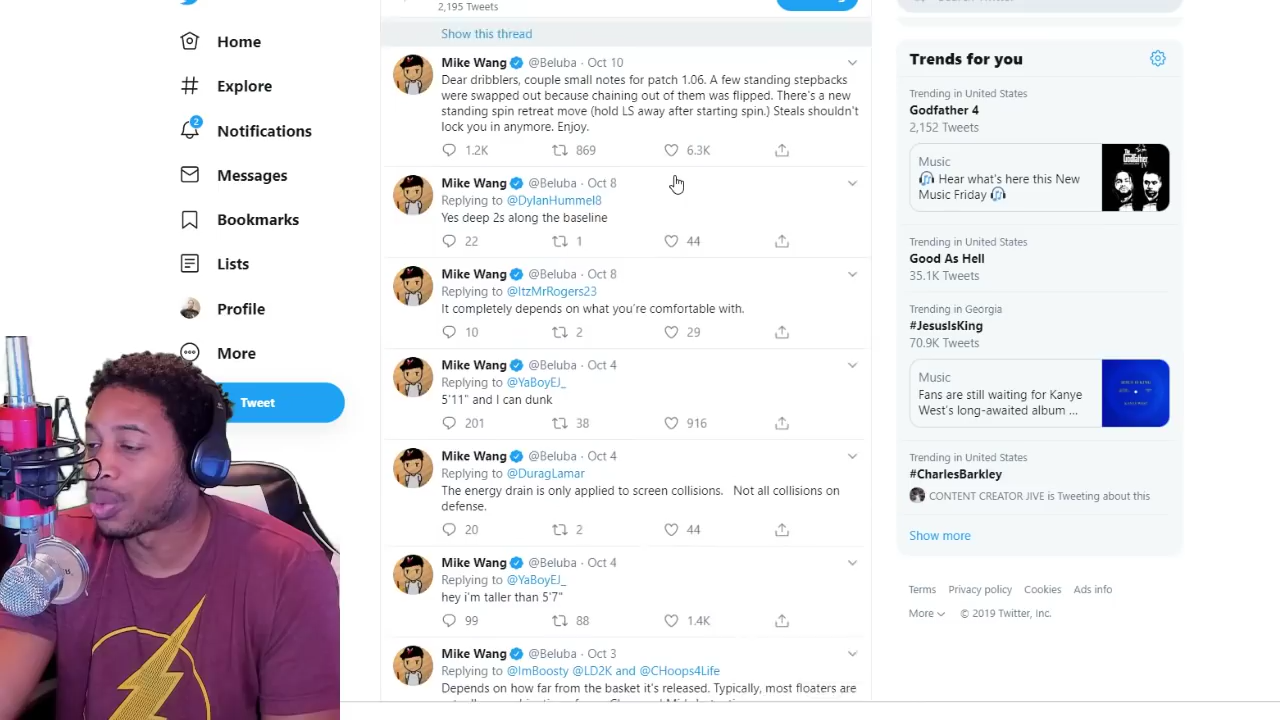 2,195 Tweets
Show this thread
Home
Explore
2
Notifications
Messages
Bookmarks
Lists
Profile
More
Tweet
Mike Wang @Beluba · Oct 10
Dear dribblers, couple small notes for patch 1.06. A few standing stepbacks
were swapped out because chaining out of them was flipped. There's a new
standing spin retreat move (hold LS away after starting spin.) Steals shouldn't
lock you in anymore. Enjoy.
1.2K 869 6.3K
Mike Wang @Beluba · Oct 8
Replying to @DylanHummel8
Yes deep 2s along the baseline
22 1 44
Mike Wang @Beluba · Oct 8
Replying to @ItzMrRogers23
It completely depends on what you're comfortable with.
10 2 29
Mike Wang @Beluba · Oct 4
Replying to @YaBoyEJ_
5'11" and I can dunk
201 38 916
Mike Wang @Beluba · Oct 4
Replying to @DuragLamar
The energy drain is only applied to screen collisions. Not all collisions on
defense.
20 2 44
Mike Wang @Beluba · Oct 4
Replying to @YaBoyEJ_
hey i'm taller than 5'7"
99 88 1.4K
Mike Wang @Beluba · Oct 3
Replying to @ImBoosty @LD2K and @CHoops4Life
Depends on how far from the basket it's released. Typically, most floaters are
Trends for you
Trending in United States
Godfather 4
2,152 Tweets
Music
Hear what's here this New
Music Friday
Trending in United States
Good As Hell
35.1K Tweets
Trending in Georgia
#JesusIsKing
70.9K Tweets
Music
Fans are still waiting for Kanye
West's long-awaited album ...
Trending in United States
#CharlesBarkley
CONTENT CREATOR JIVE is Tweeting about this
Show more
Terms Privacy policy Cookies Ads info
More © 2019 Twitter, Inc.